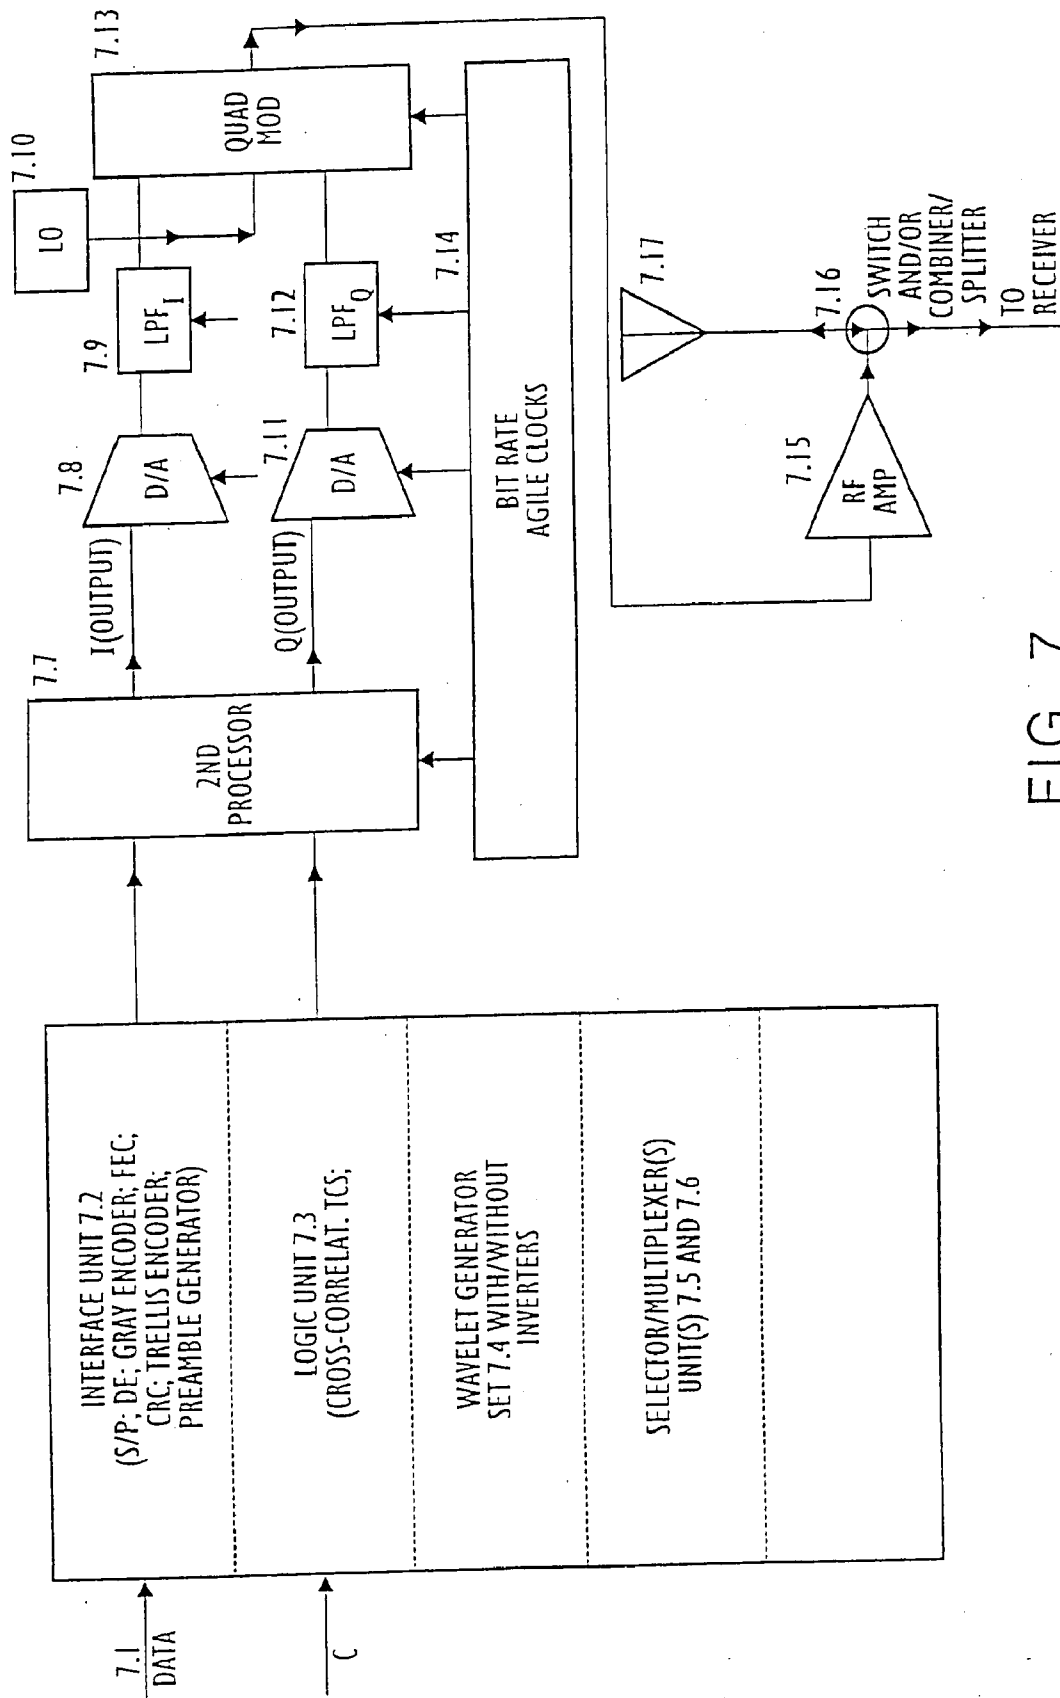 7.1
DATA
C
INTERFACE UNIT 7.2
(S/P; DE; GRAY ENCODER; FEC;
CRC; TRELLIS ENCODER;
PREAMBLE GENERATOR)
LOGIC UNIT 7.3
(CROSS-CORRELAT. TCS;
WAVELET GENERATOR
SET 7.4 WITH/WITHOUT
INVERTERS
SELECTOR/MULTIPLEXER(S)
UNIT(S) 7.5 AND 7.6
7.7
2ND
PROCESSOR
I(OUTPUT)
Q(OUTPUT)
7.8
D/A
7.11
D/A
7.9
LPF I
7.12
LPF Q
7.10
LO
7.13
QUAD
MOD
7.14
BIT RATE
AGILE CLOCKS
7.15
RF
AMP
7.17
7.16
SWITCH
AND/OR
COMBINER/
SPLITTER
TO
RECEIVER
FIG 7